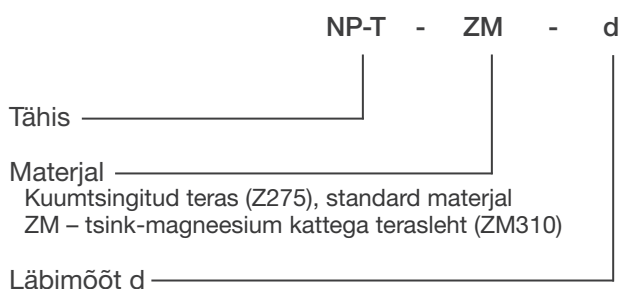 NP-T - ZM - d
Tähis
Materjal
Kuumtsingitud teras (Z275), standard materjal
ZM – tsink-magneesium kattega terasleht (ZM310)
Läbimõõt d